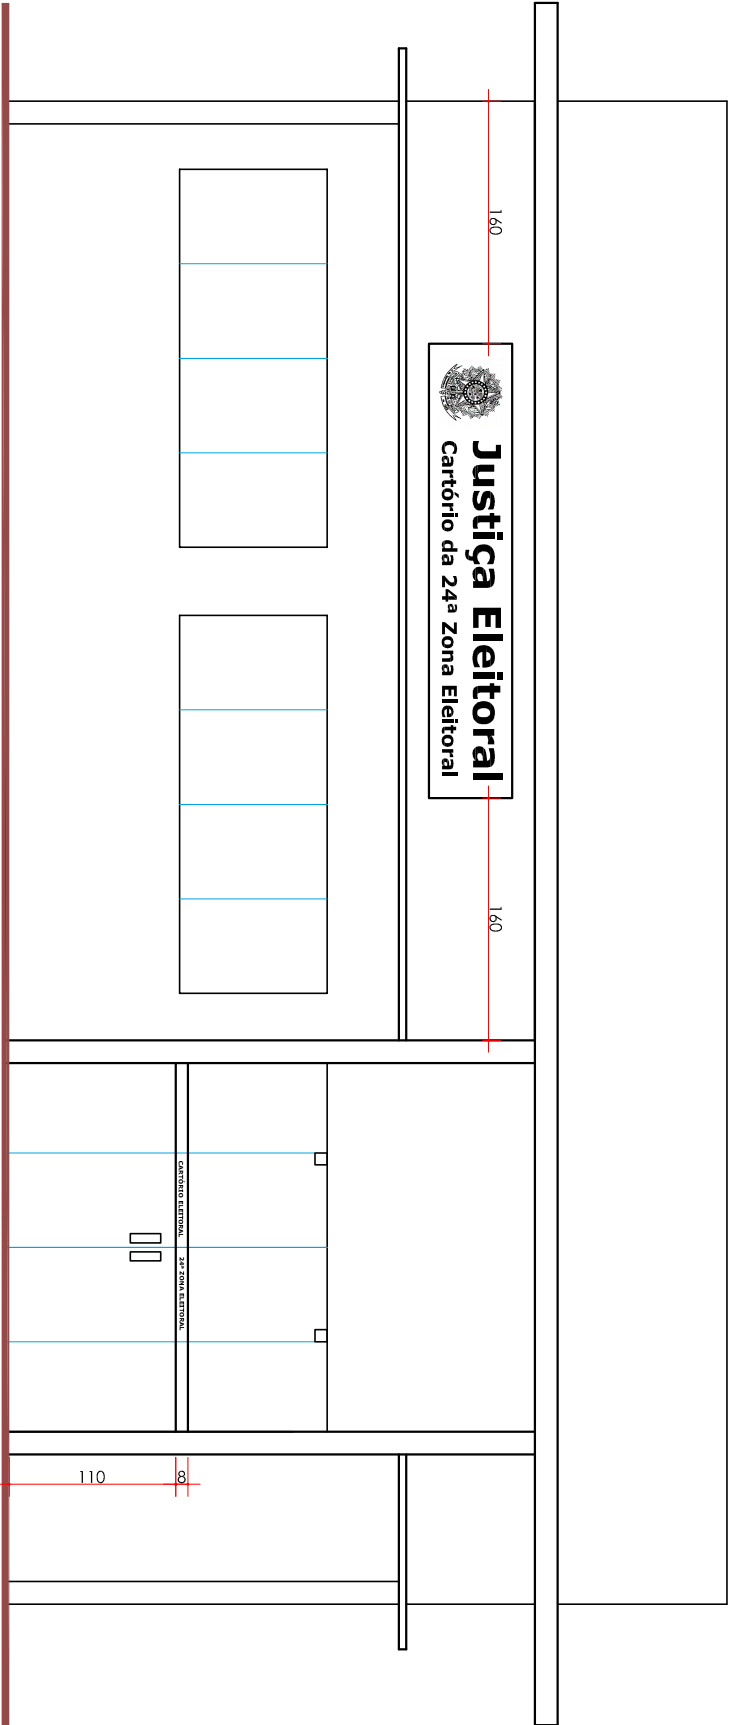 160
Justiça Eleitoral
Cartório da 24ª Zona Eleitoral
160
CARTÓRIO ELEITORAL 24ª ZONA ELEITORAL
110
8